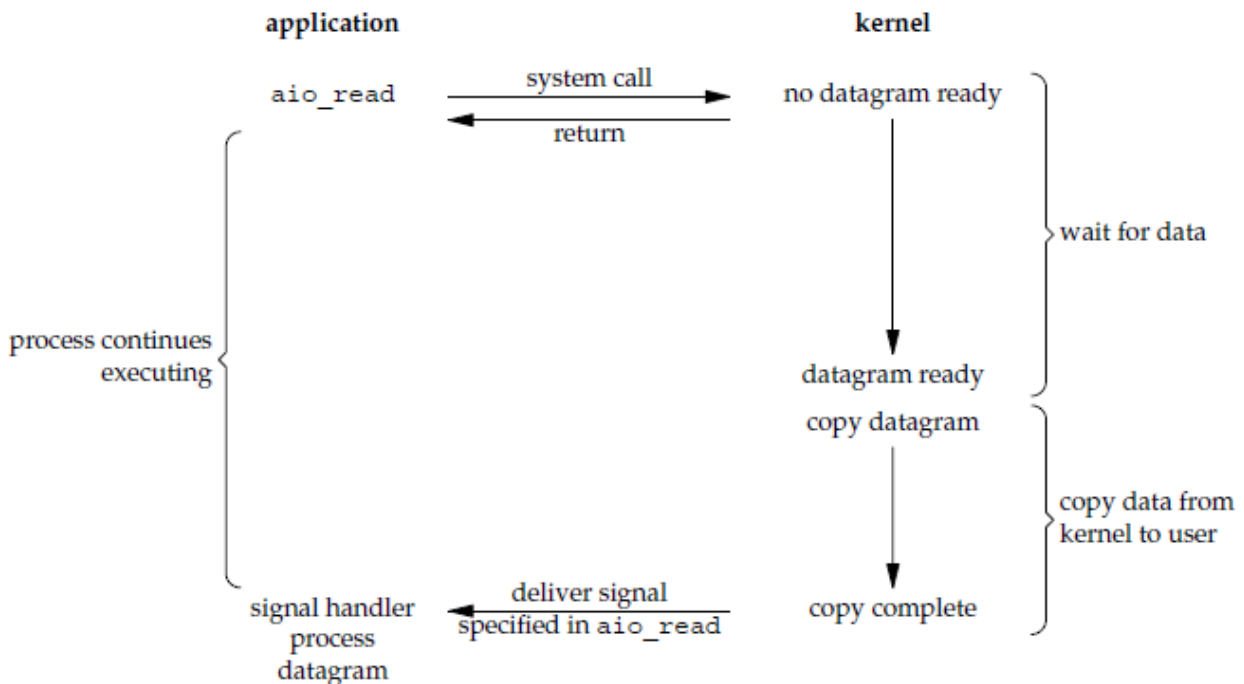 application
kernel
aio_read
system call
no datagram ready
return
wait for data
process continues
executing
datagram ready
copy datagram
copy data from
kernel to user
deliver signal
specified in aio_read
signal handler
process
datagram
copy complete